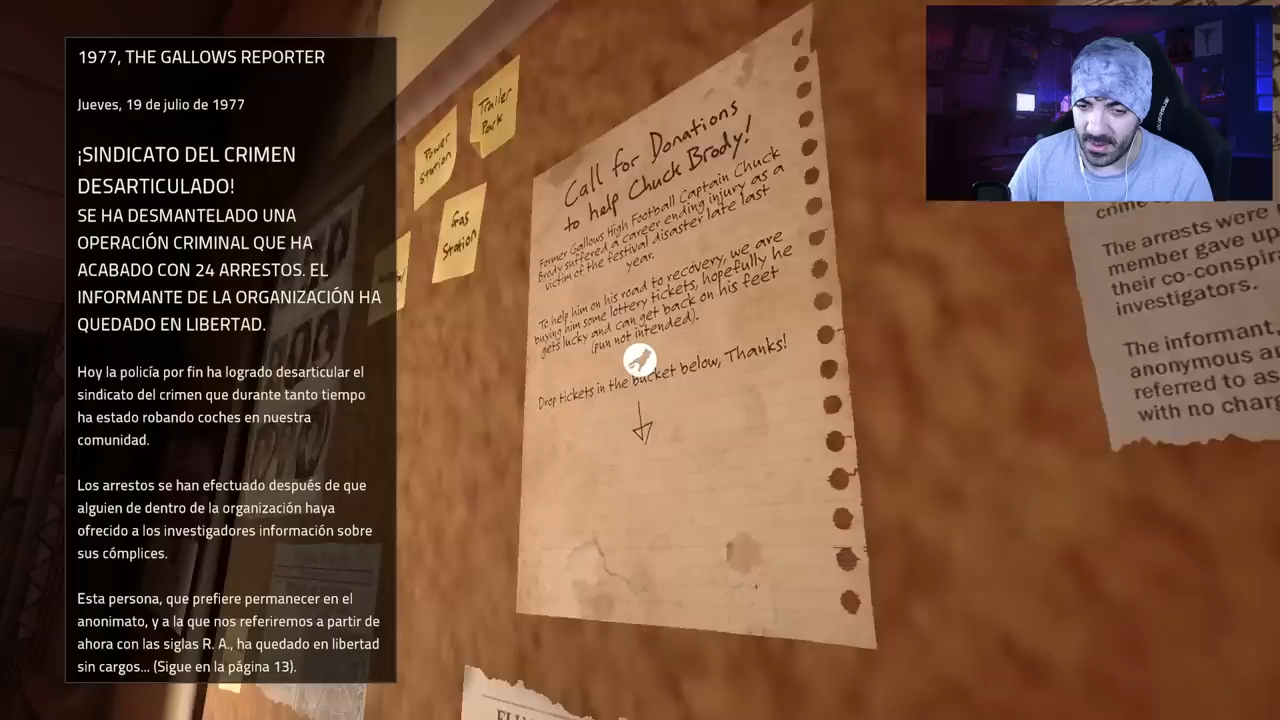 1977, THE GALLOWS REPORTER
Jueves, 19 de julio de 1977
¡SINDICATO DEL CRIMEN
DESARTICULADO!
SE HA DESMANTELADO UNA
OPERACIÓN CRIMINAL QUE HA
ACABADO CON 24 ARRESTOS. EL
INFORMANTE DE LA ORGANIZACIÓN HA
QUEDADO EN LIBERTAD.
Hoy la policía por fin ha logrado desarticular el
sindicato del crimen que durante tanto tiempo
ha estado robando coches en nuestra
comunidad.
Los arrestos se han efectuado después de que
alguien de dentro de la organización haya
ofrecido a los investigadores información sobre
sus cómplices.
Esta persona, que prefiere permanecer en el
anonimato, y a la que nos referiremos a partir de
ahora con las siglas R. A., ha quedado en libertad
sin cargos... (Sigue en la página 13).
Power
Station
Trailer
Park
Gas
Station
Call for Donations
to help Chuck Brody!
Former Gallows High Football Captain Chuck
Brody suffered a career ending injury as a
victim of the festival disaster late last
year.
To help him on his road to recovery, we are
buying him some lottery tickets, hopefully he
gets lucky and can get back on his feet
(pun not intended).
Drop tickets in the bucket below, Thanks!
The arrests were
member gave up
their co-conspira
investigators.
The informant,
anonymous a
referred to as
with no charg